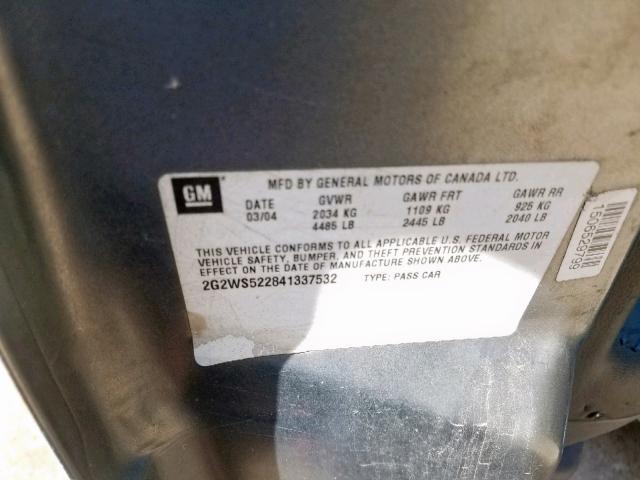 GM
MFD BY GENERAL MOTORS OF CANADA LTD.
DATE GVWR GAWR FRT GAWR RR
03/04 2034 KG 1109 KG 925 KG
4485 LB 2445 LB 2040 LB
THIS VEHICLE CONFORMS TO ALL APPLICABLE U.S. FEDERAL MOTOR
VEHICLE SAFETY, BUMPER, AND THEFT PREVENTION STANDARDS IN
EFFECT ON THE DATE OF MANUFACTURE SHOWN ABOVE.
2G2WS522841337532 TYPE: PASS CAR
1506529799